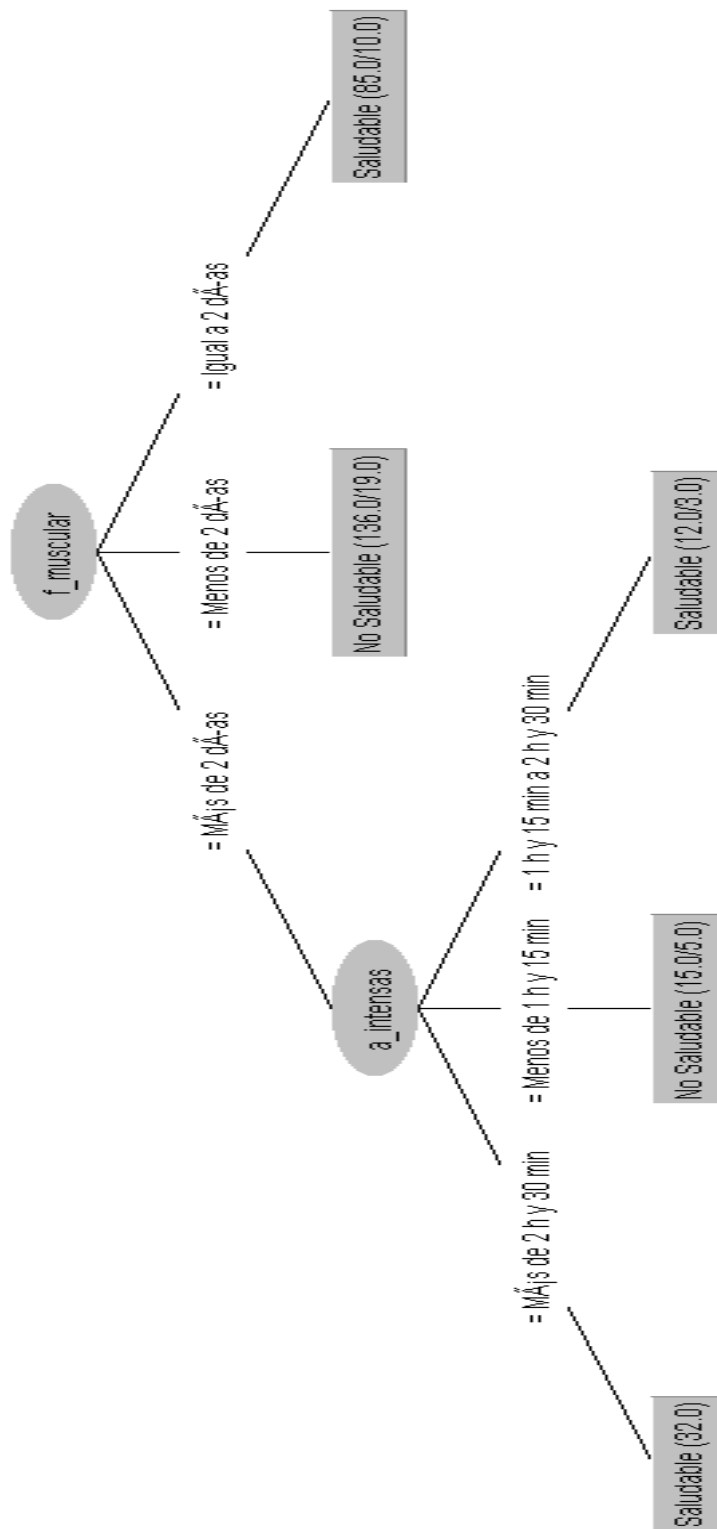 f_muscular
= MÃ¡s de 2 dÃ-as
= Menos de 2 dÃ-as
= Igual a 2 dÃ-as
a_intensas
No Saludable (136.0/19.0)
Saludable (85.0/10.0)
= MÃ¡s de 2 h y 30 min
= Menos de 1 h y 15 min
= 1 h y 15 min a 2 h y 30 min
Saludable (32.0)
No Saludable (15.0/5.0)
Saludable (12.0/3.0)